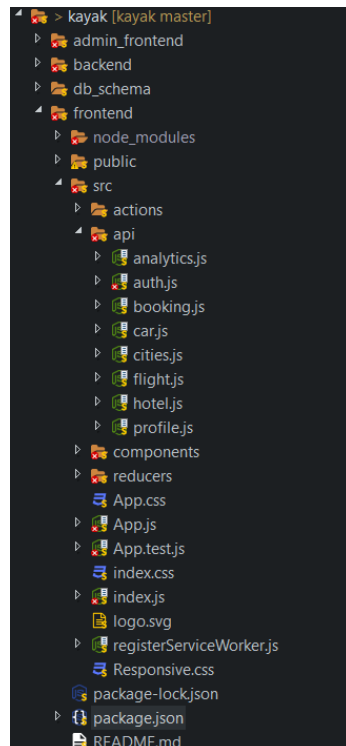 > kayak [kayak master]
admin_frontend
backend
db_schema
frontend
node_modules
public
src
actions
api
analytics.js
auth.js
booking.js
car.js
cities.js
flight.js
hotel.js
profile.js
components
reducers
App.css
App.js
App.test.js
index.css
index.js
logo.svg
registerServiceWorker.js
Responsive.css
package-lock.json
package.json
README.md